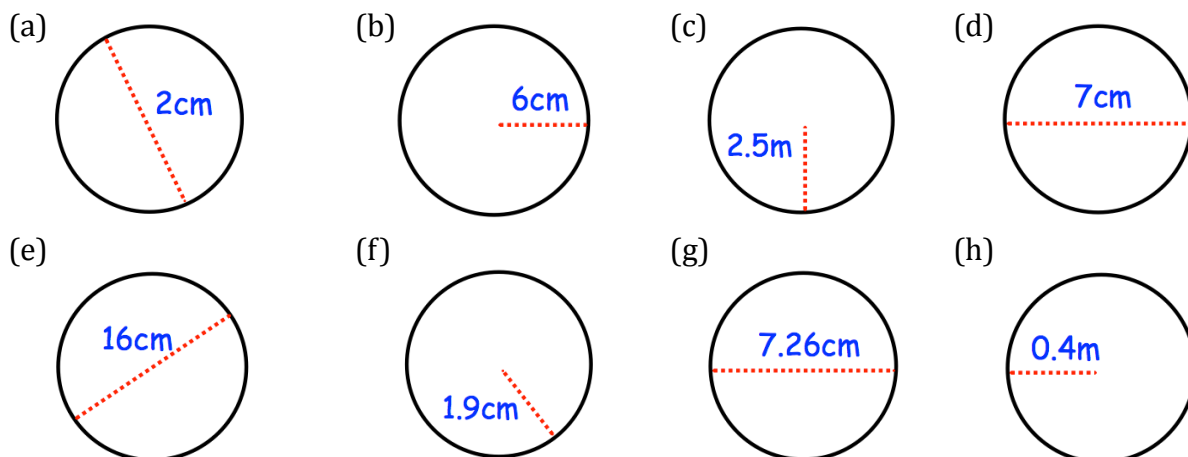 (a)
2cm
(b)
6cm
(c)
2.5m
(d)
7cm
(e)
16cm
(f)
1.9cm
(g)
7.26cm
(h)
0.4m